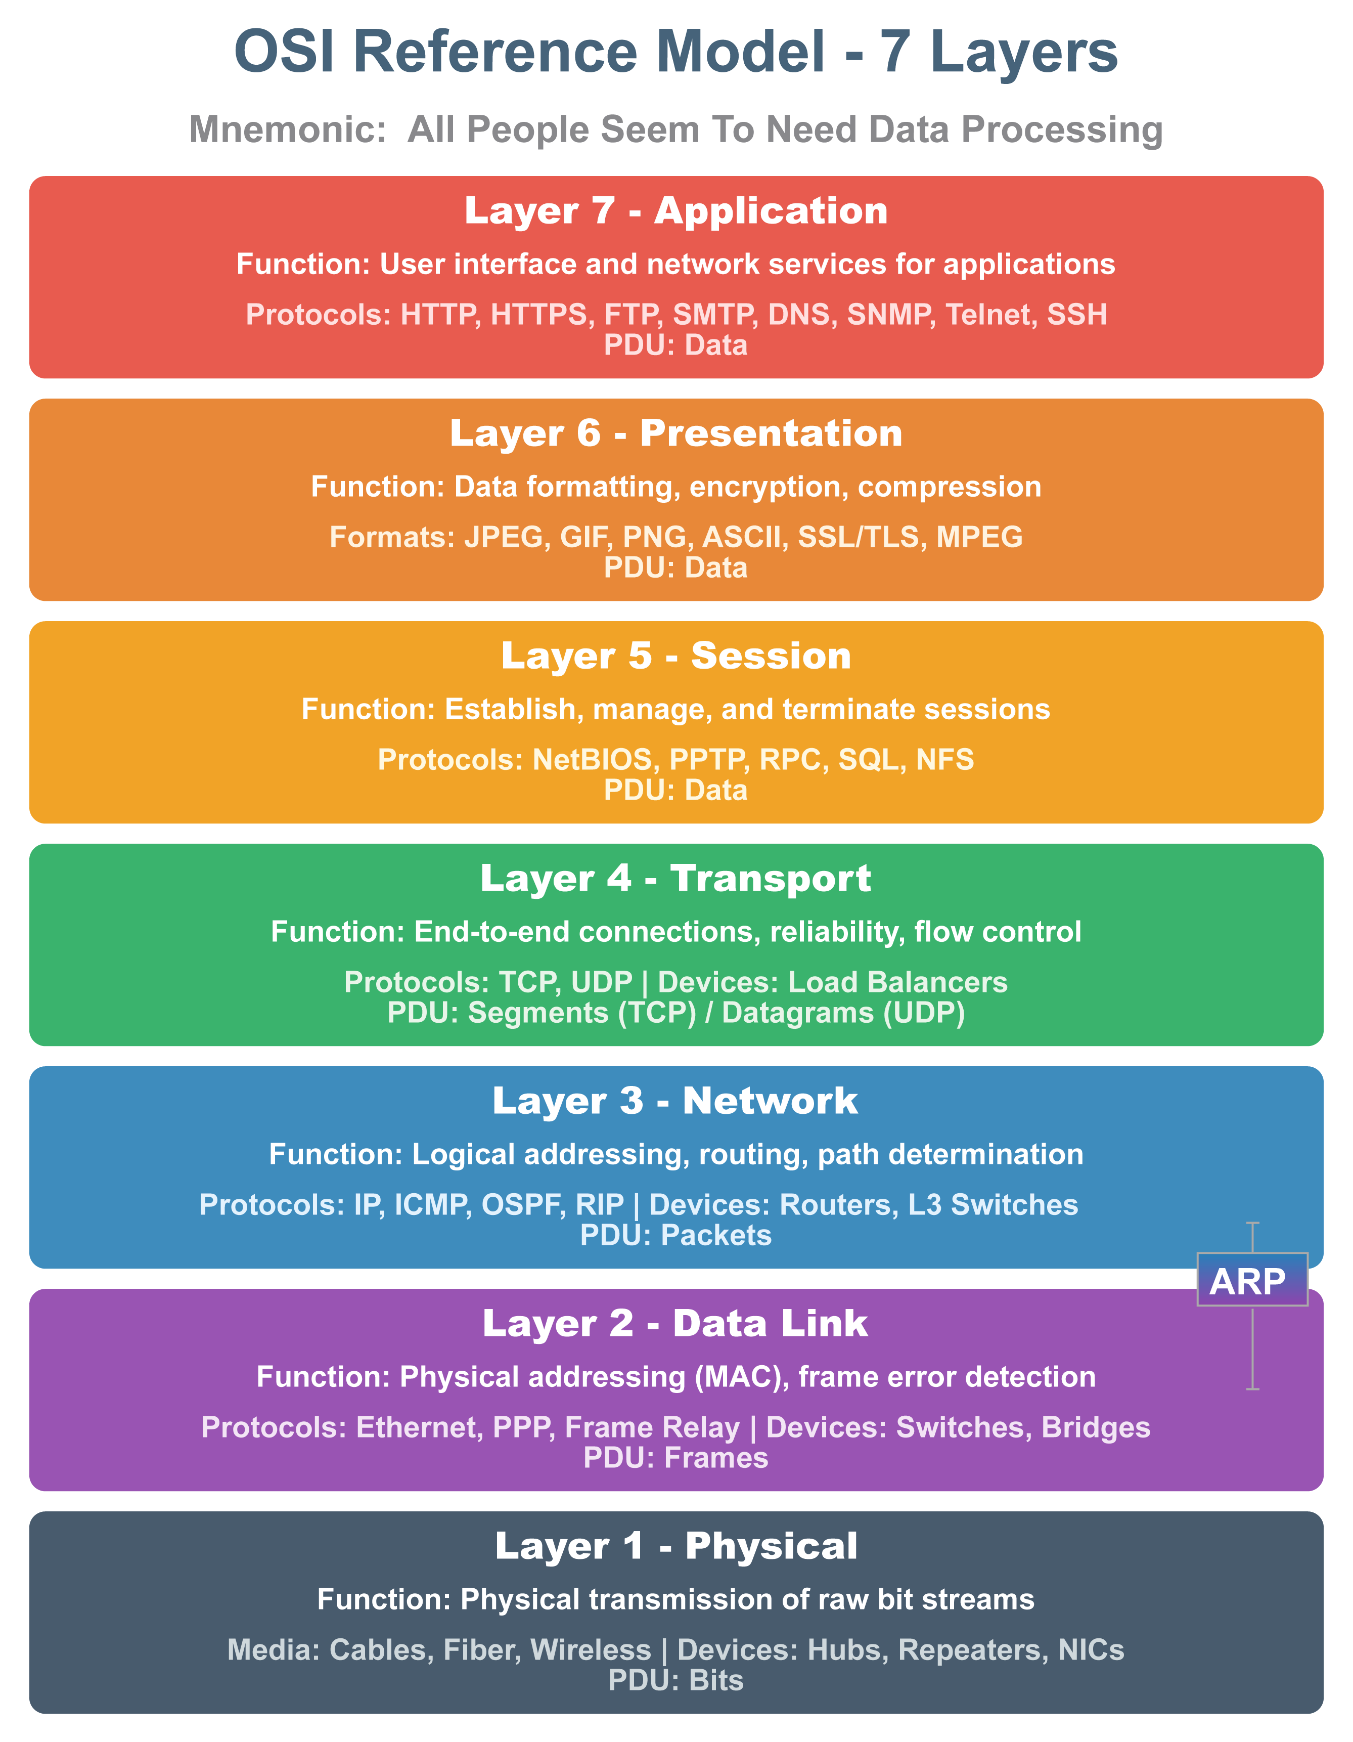 OSI Reference Model - 7 Layers
Mnemonic:  All People Seem To Need Data Processing
Layer 7 - Application
Function: User interface and network services for applications
Protocols: HTTP, HTTPS, FTP, SMTP, DNS, SNMP, Telnet, SSH
PDU: Data
Layer 6 - Presentation
Function: Data formatting, encryption, compression
Formats: JPEG, GIF, PNG, ASCII, SSL/TLS, MPEG
PDU: Data
Layer 5 - Session
Function: Establish, manage, and terminate sessions
Protocols: NetBIOS, PPTP, RPC, SQL, NFS
PDU: Data
Layer 4 - Transport
Function: End-to-end connections, reliability, flow control
Protocols: TCP, UDP | Devices: Load Balancers
PDU: Segments (TCP) / Datagrams (UDP)
Layer 3 - Network
Function: Logical addressing, routing, path determination
Protocols: IP, ICMP, OSPF, RIP | Devices: Routers, L3 Switches
PDU: Packets
ARP
Layer 2 - Data Link
Function: Physical addressing (MAC), frame error detection
Protocols: Ethernet, PPP, Frame Relay | Devices: Switches, Bridges
PDU: Frames
Layer 1 - Physical
Function: Physical transmission of raw bit streams
Media: Cables, Fiber, Wireless | Devices: Hubs, Repeaters, NICs
PDU: Bits